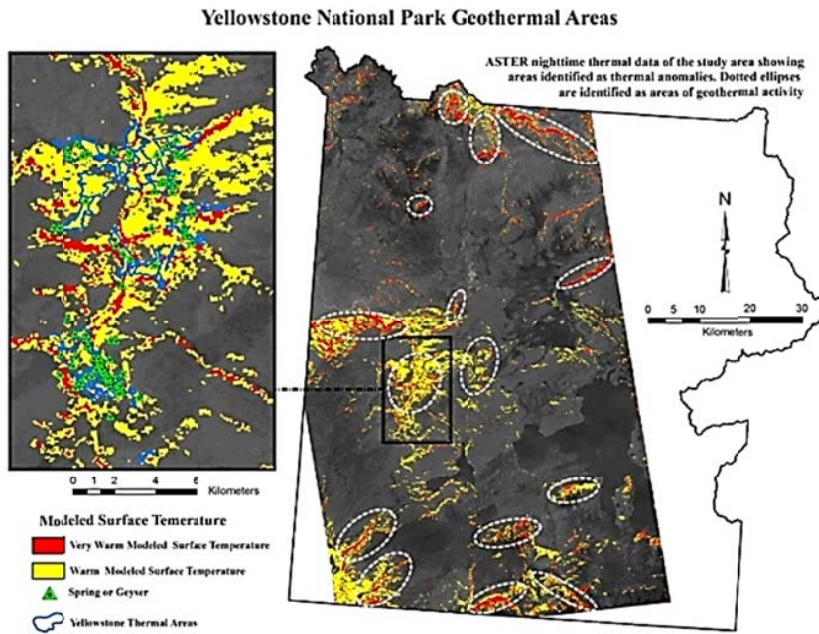 Yellowstone National Park Geothermal Areas
ASTER nighttime thermal data of the study area showing
areas identified as thermal anomalies. Dotted ellipses
are identified as areas of geothermal activity
N
0 5 10 20 30
Kilometers
0 1 2 4 6
Kilometers
Modeled Surface Temerature
Very Warm Modeled Surface Temperature
Warm Modeled Surface Temperature
Spring or Geyser
Yellowstone Thermal Areas